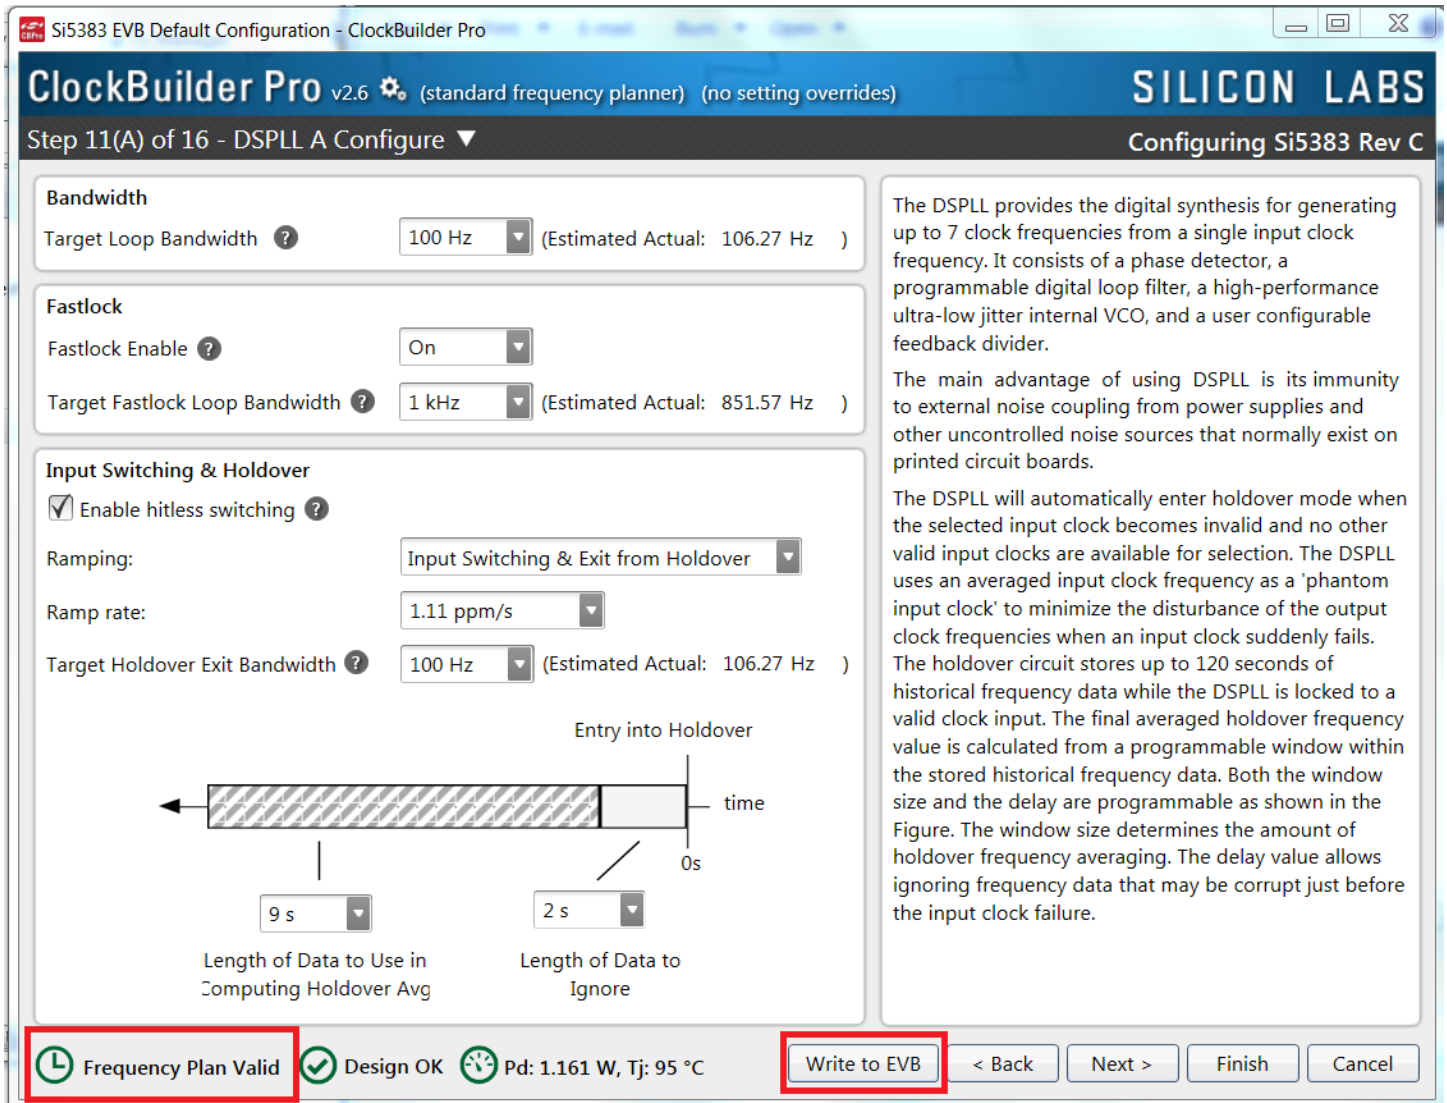 Si5383 EVB Default Configuration - ClockBuilder Pro
ClockBuilder Pro v2.6 (standard frequency planner) (no setting overrides)
SILICON LABS
Step 11(A) of 16 - DSPLL A Configure ▼
Configuring Si5383 Rev C
Bandwidth
Target Loop Bandwidth ? 100 Hz (Estimated Actual: 106.27 Hz )
Fastlock
Fastlock Enable ? On
Target Fastlock Loop Bandwidth ? 1 kHz (Estimated Actual: 851.57 Hz )
Input Switching & Holdover
Enable hitless switching ?
Ramping: Input Switching & Exit from Holdover
Ramp rate: 1.11 ppm/s
Target Holdover Exit Bandwidth ? 100 Hz (Estimated Actual: 106.27 Hz )
Entry into Holdover
time
0s
9 s
2 s
Length of Data to Use in
Computing Holdover Avg
Length of Data to
Ignore
The DSPLL provides the digital synthesis for generating
up to 7 clock frequencies from a single input clock
frequency. It consists of a phase detector, a
programmable digital loop filter, a high-performance
ultra-low jitter internal VCO, and a user configurable
feedback divider.
The main advantage of using DSPLL is its immunity
to external noise coupling from power supplies and
other uncontrolled noise sources that normally exist on
printed circuit boards.
The DSPLL will automatically enter holdover mode when
the selected input clock becomes invalid and no other
valid input clocks are available for selection. The DSPLL
uses an averaged input clock frequency as a 'phantom
input clock' to minimize the disturbance of the output
clock frequencies when an input clock suddenly fails.
The holdover circuit stores up to 120 seconds of
historical frequency data while the DSPLL is locked to a
valid clock input. The final averaged holdover frequency
value is calculated from a programmable window within
the stored historical frequency data. Both the window
size and the delay are programmable as shown in the
Figure. The window size determines the amount of
holdover frequency averaging. The delay value allows
ignoring frequency data that may be corrupt just before
the input clock failure.
Frequency Plan Valid
Design OK
Pd: 1.161 W, Tj: 95 °C
Write to EVB
< Back
Next >
Finish
Cancel